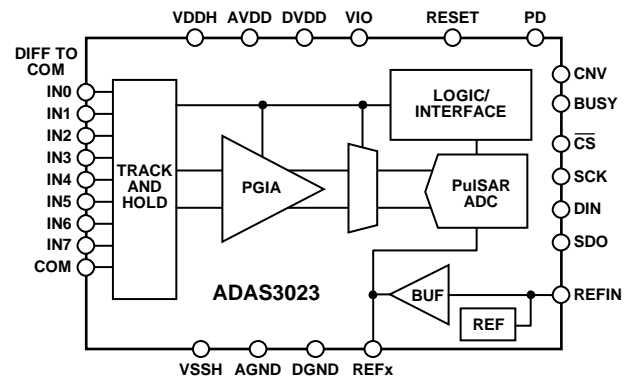 VDDH AVDD DVDD VIO RESET PD
DIFF TO
COM
IN0
IN1
IN2
IN3
IN4
IN5
IN6
IN7
COM
TRACK
AND
HOLD
PGIA
LOGIC/
INTERFACE
PulSAR
ADC
BUF
REF
ADAS3023
CNV
BUSY
CS
SCK
DIN
SDO
REFIN
VSSH AGND DGND REFx